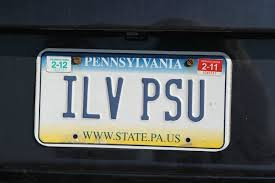 PENNSYLVANIA
2-12
2-11
ILV PSU
WWW.STATE.PA.US